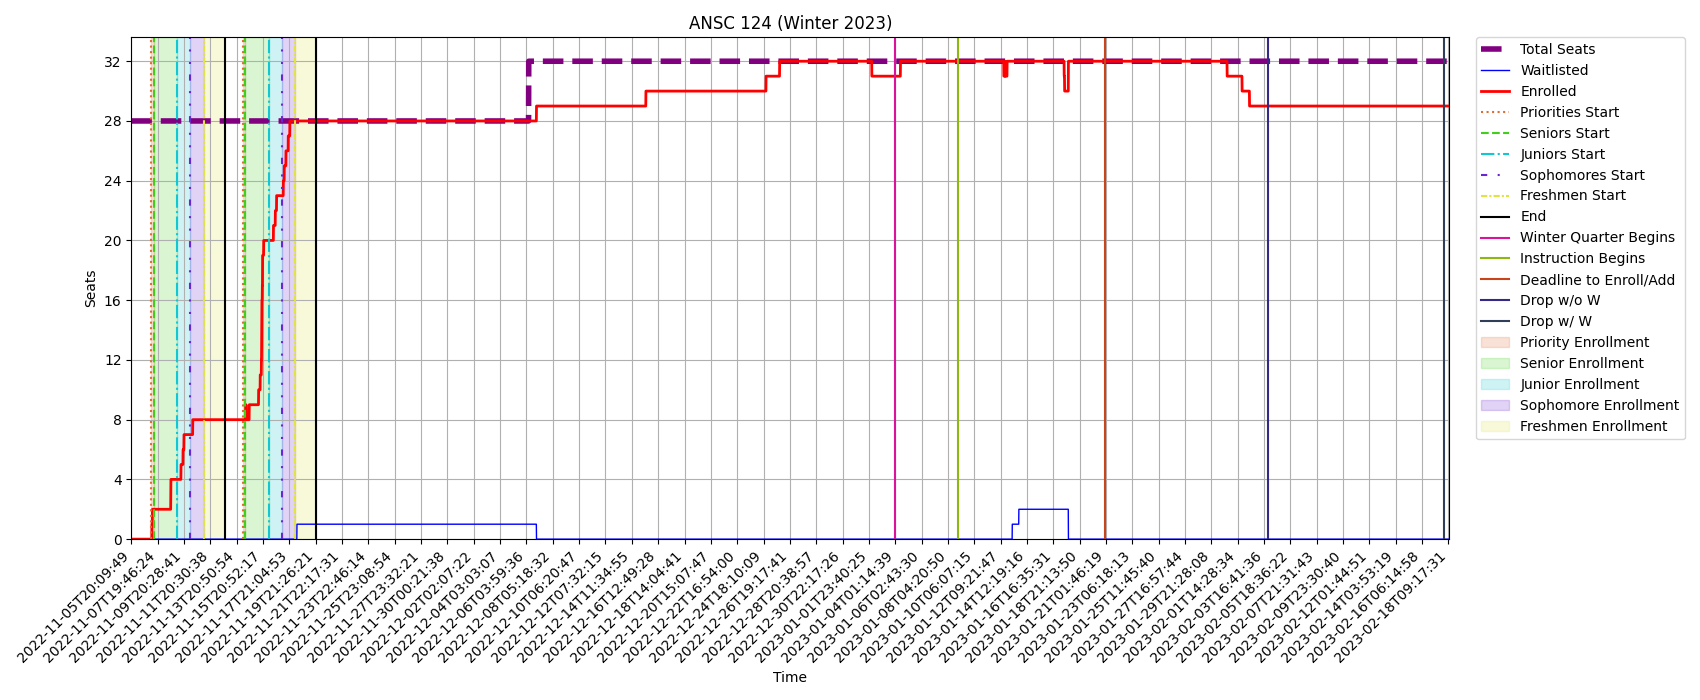 ANSC 124 (Winter 2023)
Seats
32
28
24
20
16
12
8
4
0
2022-11-05T20:09:49
2022-11-07T19:46:24
2022-11-09T20:28:41
2022-11-11T20:30:38
2022-11-13T20:50:54
2022-11-15T20:52:17
2022-11-17T21:04:53
2022-11-19T21:26:21
2022-11-21T22:17:31
2022-11-23T22:46:14
2022-11-25T23:08:54
2022-11-27T23:32:21
2022-11-30T00:21:38
2022-12-02T02:07:22
2022-12-04T03:03:07
2022-12-06T03:59:36
2022-12-08T05:18:32
2022-12-10T06:20:47
2022-12-12T07:32:15
2022-12-14T11:34:55
2022-12-16T12:49:28
2022-12-18T14:04:41
2022-12-20T15:07:47
2022-12-22T16:54:00
2022-12-24T18:10:09
2022-12-26T19:17:41
2022-12-28T20:38:57
2022-12-30T22:17:26
2023-01-01T23:40:25
2023-01-04T01:14:39
2023-01-06T02:43:30
2023-01-08T04:20:50
2023-01-10T06:07:15
2023-01-12T09:21:47
2023-01-14T12:19:16
2023-01-16T16:35:31
2023-01-18T21:13:50
2023-01-21T01:46:19
2023-01-23T06:18:13
2023-01-25T11:45:40
2023-01-27T16:57:44
2023-01-29T21:28:08
2023-02-01T14:28:34
2023-02-03T16:41:36
2023-02-05T18:36:22
2023-02-07T21:31:43
2023-02-09T23:30:40
2023-02-12T01:44:51
2023-02-14T03:53:19
2023-02-16T06:14:58
2023-02-18T09:17:31
Time
Total Seats
Waitlisted
Enrolled
Priorities Start
Seniors Start
Juniors Start
Sophomores Start
Freshmen Start
End
Winter Quarter Begins
Instruction Begins
Deadline to Enroll/Add
Drop w/o W
Drop w/ W
Priority Enrollment
Senior Enrollment
Junior Enrollment
Sophomore Enrollment
Freshmen Enrollment